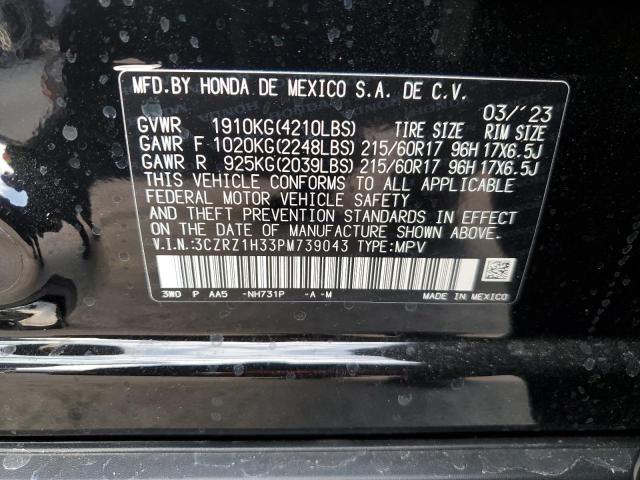 MFD.BY HONDA DE MEXICO S.A. DE C.V.
03/'23
GVWR 1910KG(4210LBS) TIRE SIZE RIM SIZE
GAWR F 1020KG(2248LBS) 215/60R17 96H 17X6.5J
GAWR R 925KG(2039LBS) 215/60R17 96H 17X6.5J
THIS VEHICLE CONFORMS TO ALL APPLICABLE
FEDERAL MOTOR VEHICLE SAFETY
AND THEFT PREVENTION STANDARDS IN EFFECT
ON THE DATE OF MANUFACTURE SHOWN ABOVE.
V.I.N.:3CZRZ1H33PM739043 TYPE:MPV
3W0 P AA5 -NH731P -A -M MADE IN MEXICO